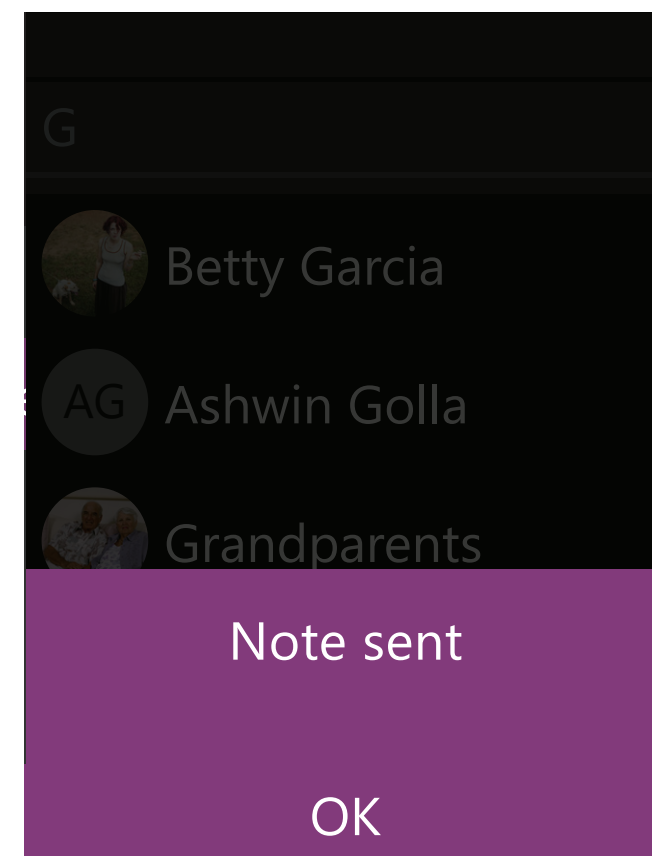 G
Betty Garcia
AG Ashwin Golla
Grandparents
Note sent
OK